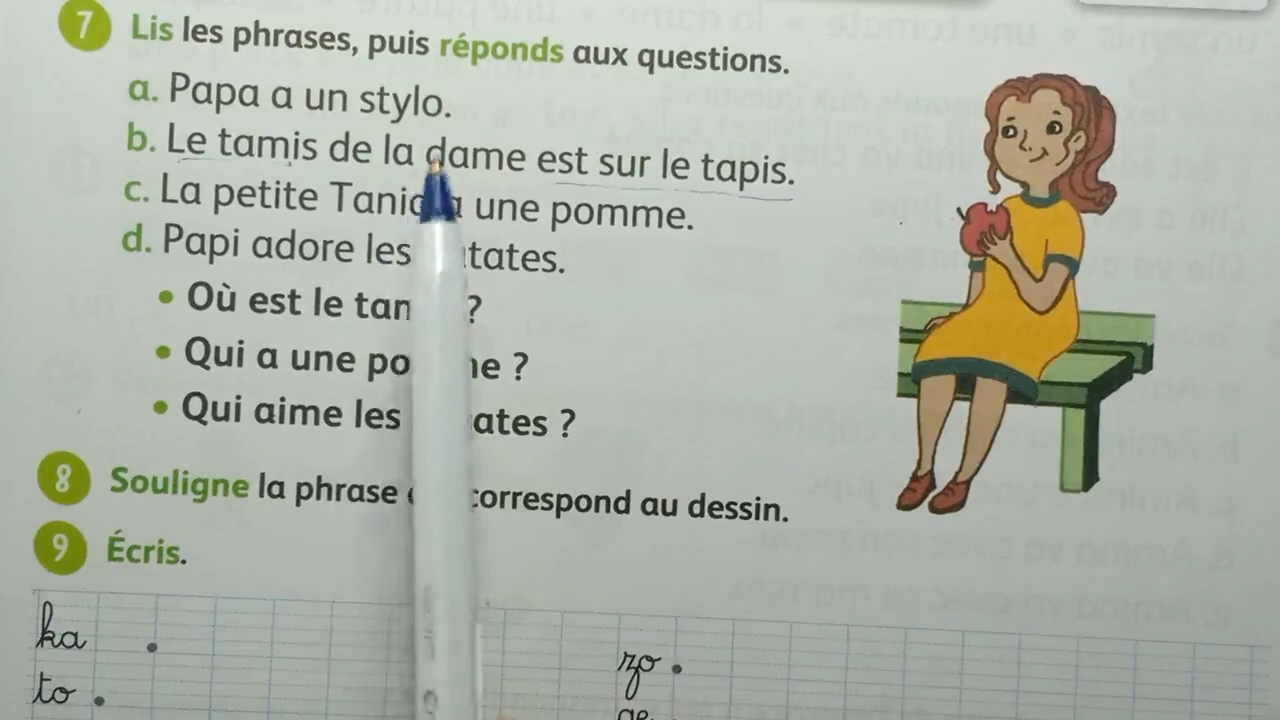 7 Lis les phrases, puis réponds aux questions.
a. Papa a un stylo.
b. Le tamis de la dame est sur le tapis.
c. La petite une pomme.
d. Papi adore les
• Où est le ?
• Qui a une ?
• Qui aime les ?
8 Souligne la phrase correspond au dessin.
9 Écris.
ka
zo
to